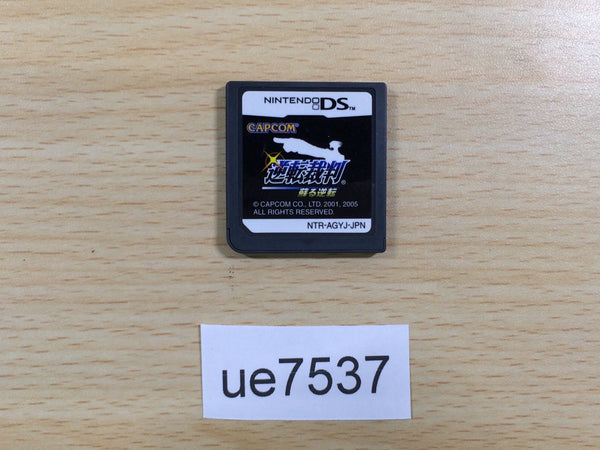 NINTENDO DS™
CAPCOM®
逆転裁判®
蘇る逆転
© CAPCOM CO., LTD. 2001, 2005
ALL RIGHTS RESERVED.
NTR-AGYJ-JPN
ue7537